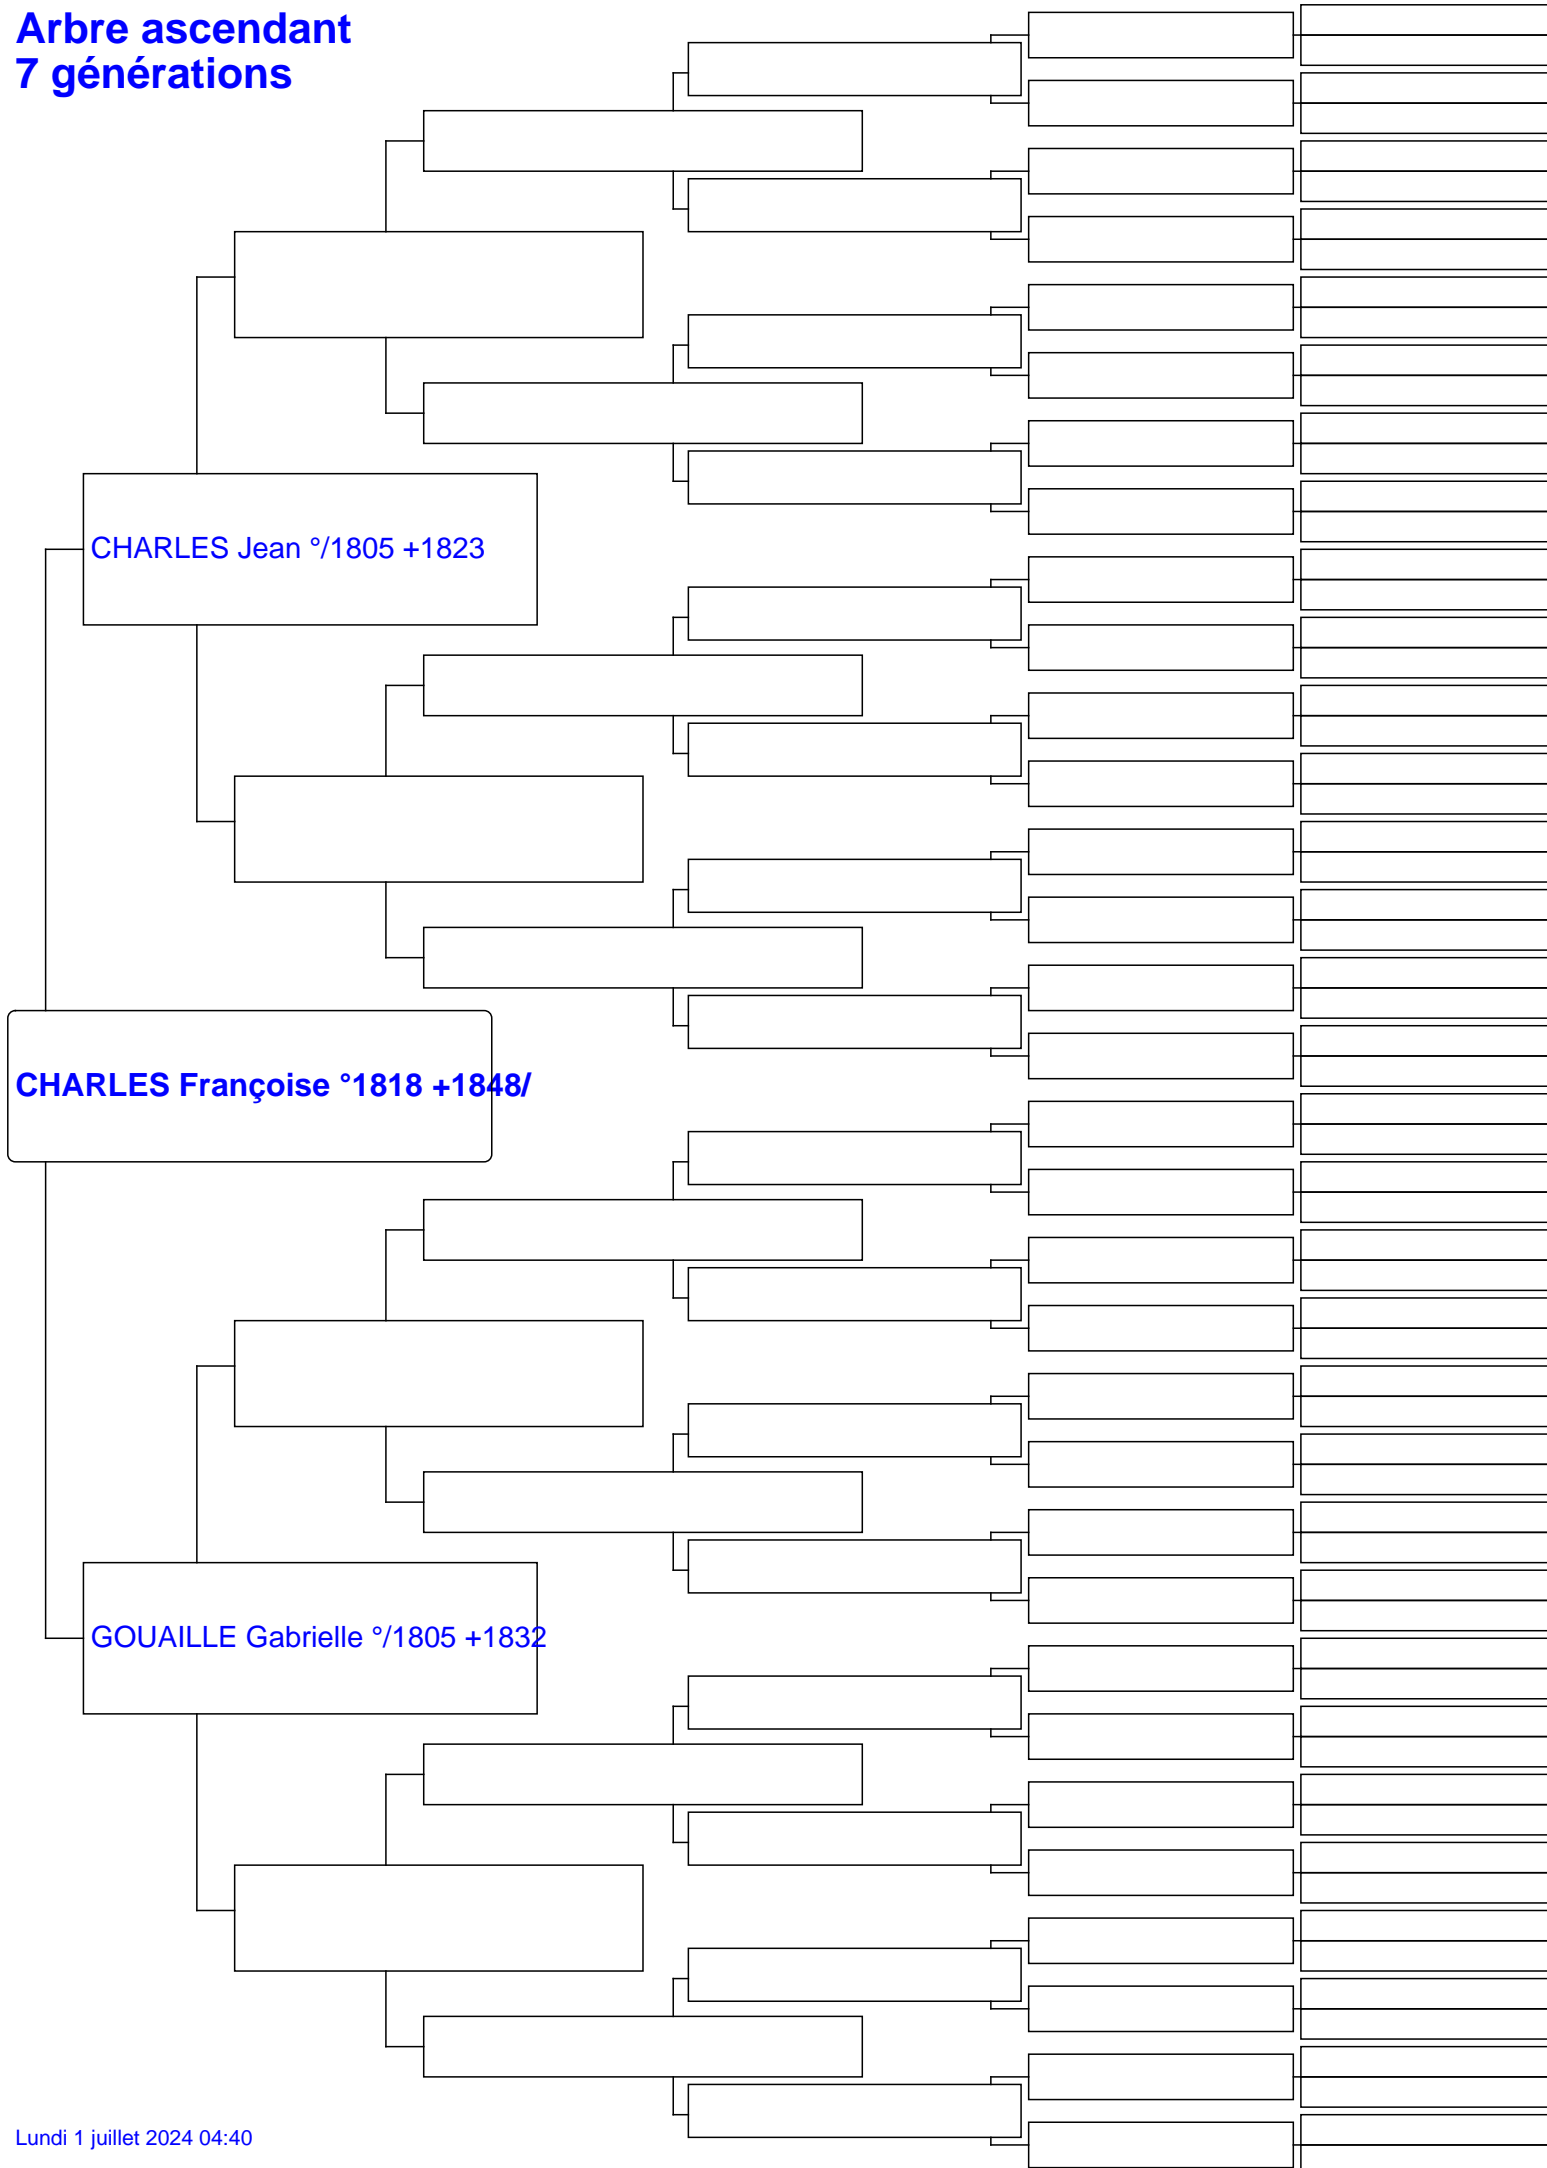 Arbre ascendant
7 générations
CHARLES Jean °/1805 +1823
CHARLES Françoise °1818 +1848/
GOUAILLE Gabrielle °/1805 +1832
Lundi 1 juillet 2024 04:40